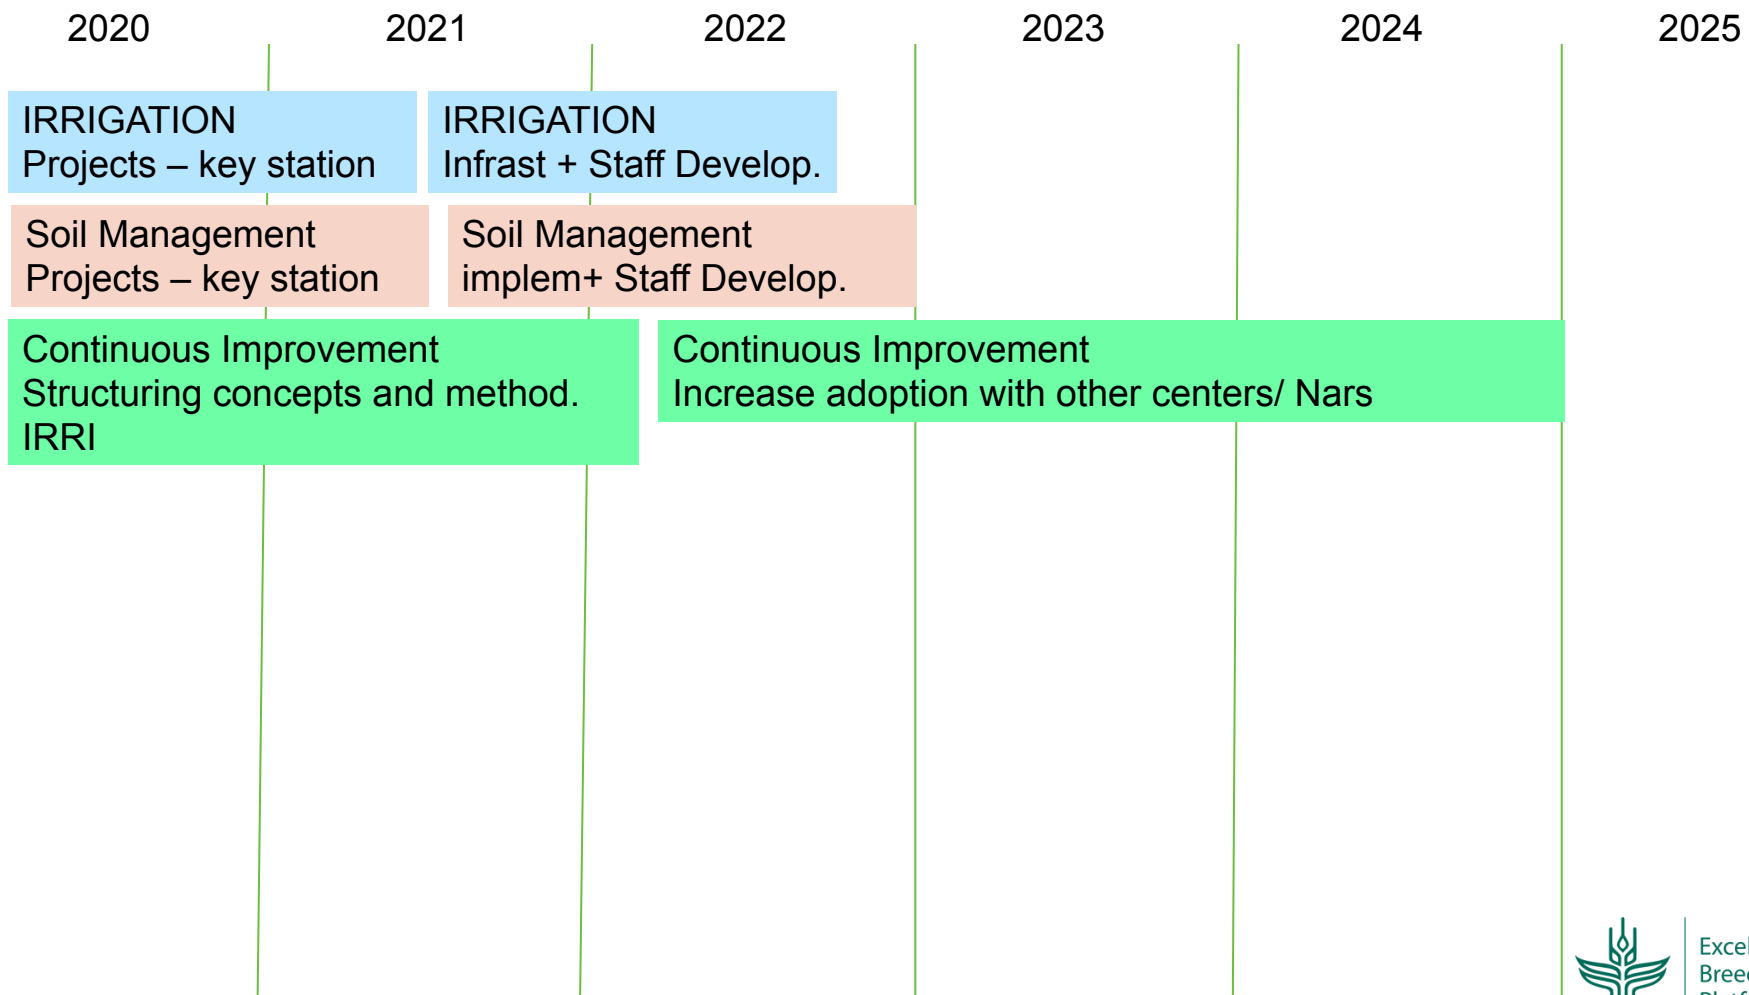 2020 2021 2022 2023 2024 2025
IRRIGATION
Projects – key station
IRRIGATION
Infrast + Staff Develop.
Soil Management
Projects – key station
Soil Management
implem+ Staff Develop.
Continuous Improvement
Structuring concepts and method.
IRRI
Continuous Improvement
Increase adoption with other centers/ Nars